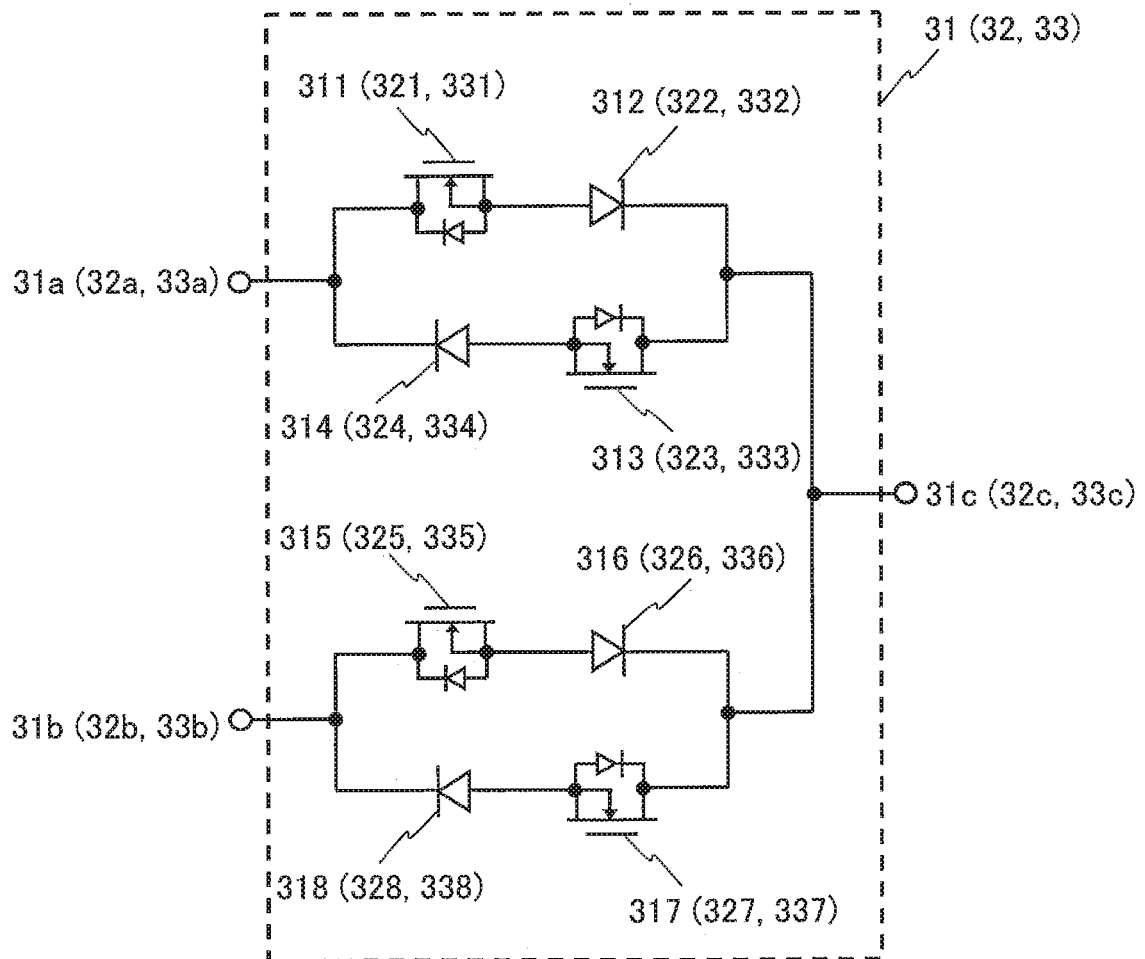 31 (32, 33)
311 (321, 331)
312 (322, 332)
31a (32a, 33a)
314 (324, 334)
313 (323, 333)
31c (32c, 33c)
315 (325, 335)
316 (326, 336)
31b (32b, 33b)
318 (328, 338)
317 (327, 337)